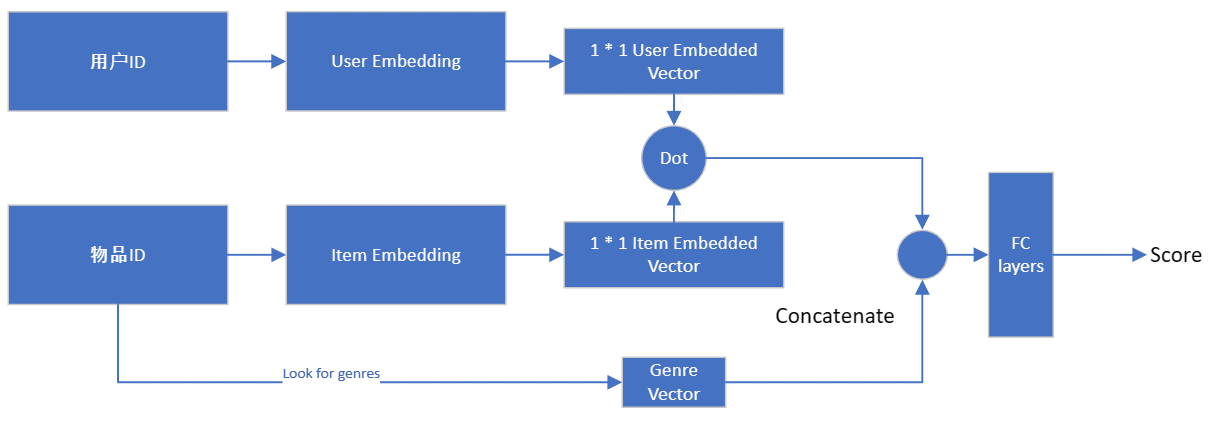 用户ID
User Embedding
1 * 1 User Embedded
Vector
Dot
物品ID
Item Embedding
1 * 1 Item Embedded
Vector
FC
layers
Score
Concatenate
Look for genres
Genre
Vector